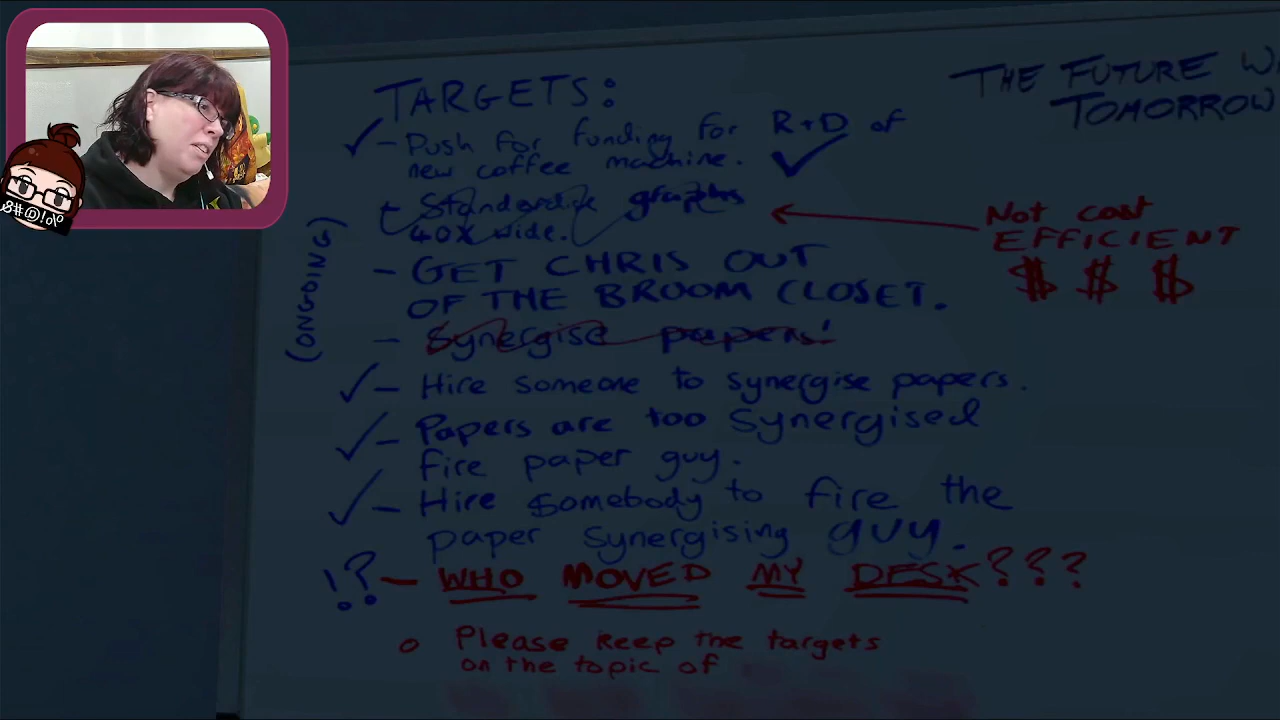 TARGETS:
- Push for funding for R+D of
new coffee machine.
- Standardize graphs
40X wide.
(ONGOING)
- GET CHRIS OUT
OF THE BROOM CLOSET.
- Synergise papers!
- Hire someone to synergise papers.
- Papers are too synergised
fire paper guy.
- Hire somebody to fire the
paper synergising guy.
!? - WHO MOVED MY DESK???
o Please keep the targets
on the topic of
THE FUTURE
TOMORROW
Not cost
EFFICIENT
$ $ $